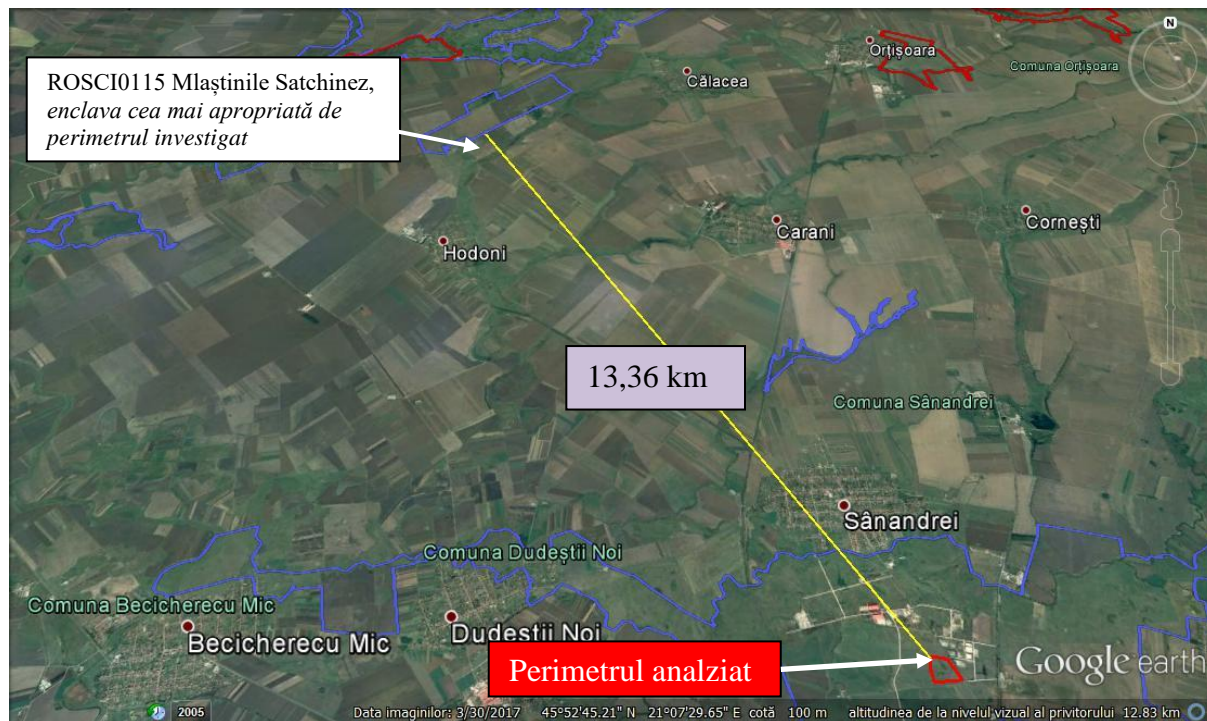 N
Orțișoara
Comuna Orțișoara
Călacea
ROSCI0115 Mlaștinile Satchinez,
enclava cea mai apropriată de
perimetrul investigat
Carani
Cornești
Hodoni
13,36 km
Comuna Sânandrei
Sânandrei
Comuna Dudeștii Noi
Comuna Becicherecu Mic
Becicherecu Mic
Dudeștii Noi
Perimetrul analziat
Google earth
2005
Data imaginilor: 3/30/2017 45°52'45.21" N 21°07'29.65" E cotă 100 m altitudinea de la nivelul vizual al privitorului 12.83 km